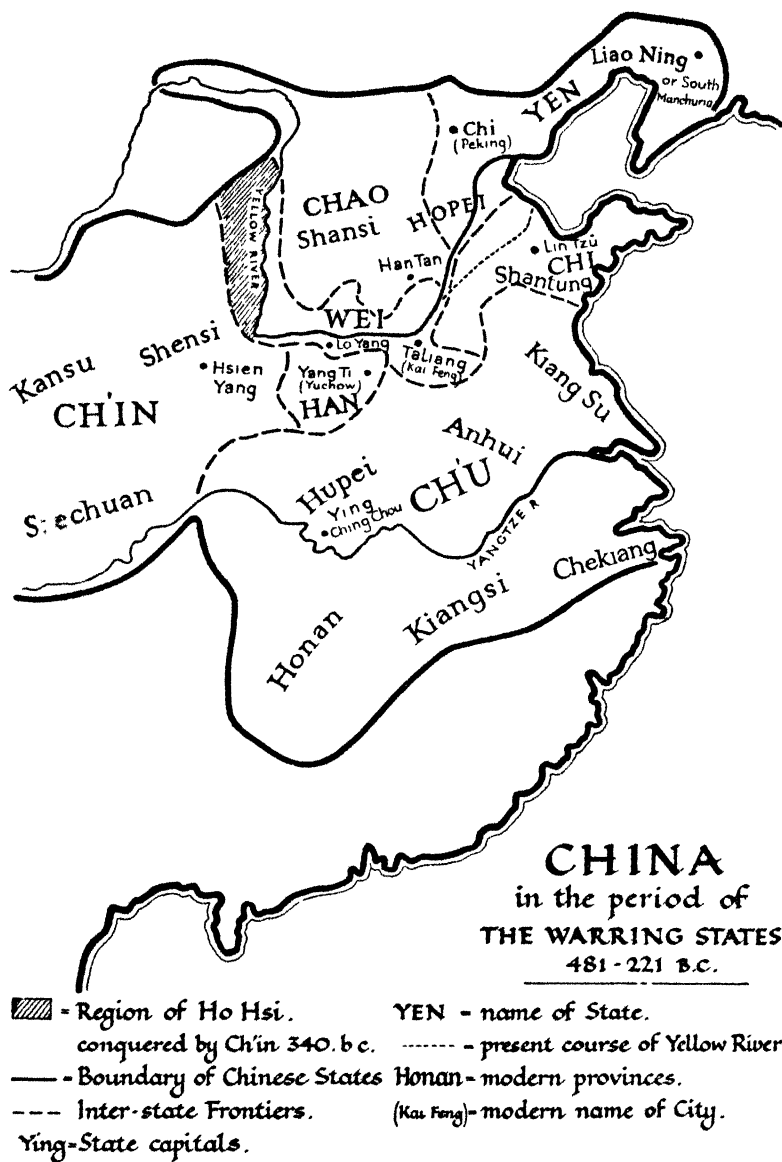 Liao Ning
or South
Manchuria
YEN
Chi
(Peking)
YELLOW RIVER
CHAO
Shansi
HOPEI
Han Tan
Lin Tzŭ
CHI
Shantung
WEI
Lo Yang
Kansu
Shensi
Hsien
Yang
Yang Ti
(Yuchow)
HAN
TaLiang
(Kai Feng)
Kiang Su
CH'IN
Anhui
Hupei
CH'U
Ying
Ching Chou
YANGTZE R
Chekiang
Kiangsi
Honan
CHINA
in the period of
THE WARRING STATES
481-221 B.C.
= Region of Ho Hsi.
conquered by Ch'in 340. b c.
= Boundary of Chinese States
--- = Inter-state Frontiers.
Ying=State capitals.
YEN = name of State.
------- = present course of Yellow River
Honan = modern provinces.
(Kai Feng)= modern name of City.